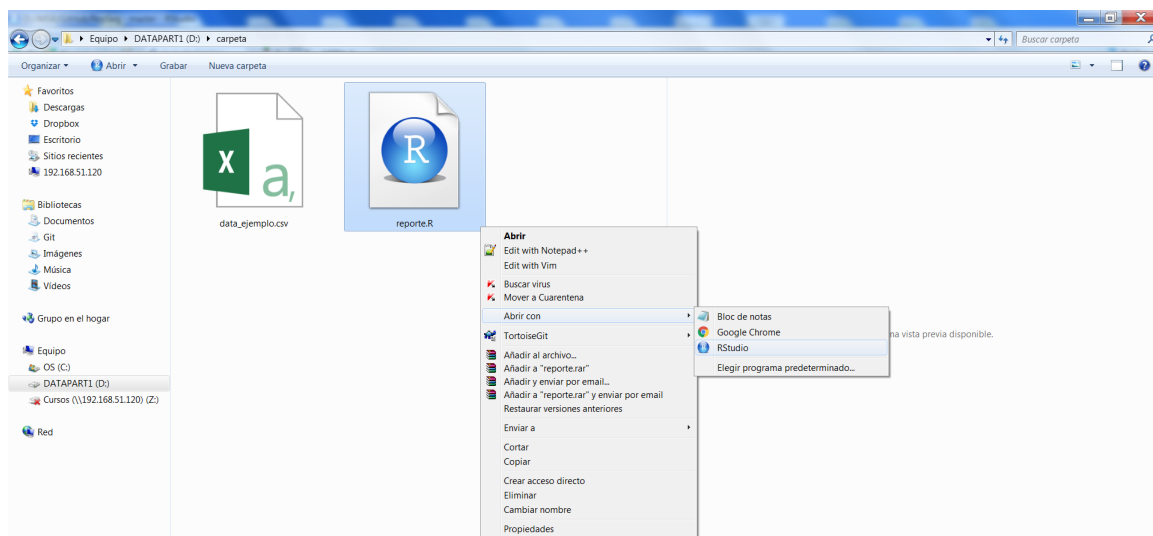 Equipo ▸ DATAPART1 (D:) ▸ carpeta
Buscar carpeta
Organizar
Abrir
Grabar
Nueva carpeta
Favoritos
Descargas
Dropbox
Escritorio
Sitios recientes
192.168.51.120
Bibliotecas
Documentos
Git
Imágenes
Música
Vídeos
Grupo en el hogar
Equipo
OS (C:)
DATAPART1 (D:)
Cursos (\\192.168.51.120) (Z:)
Red
X a,
data_ejemplo.csv
R
reporte.R
Abrir
Edit with Notepad++
Edit with Vim
Buscar virus
Mover a Cuarentena
Abrir con
TortoiseGit
Añadir al archivo...
Añadir a "reporte.rar"
Añadir y enviar por email...
Añadir a "reporte.rar" y enviar por email
Restaurar versiones anteriores
Enviar a
Cortar
Copiar
Crear acceso directo
Eliminar
Cambiar nombre
Propiedades
Bloc de notas
Google Chrome
RStudio
Elegir programa predeterminado...
na vista previa disponible.